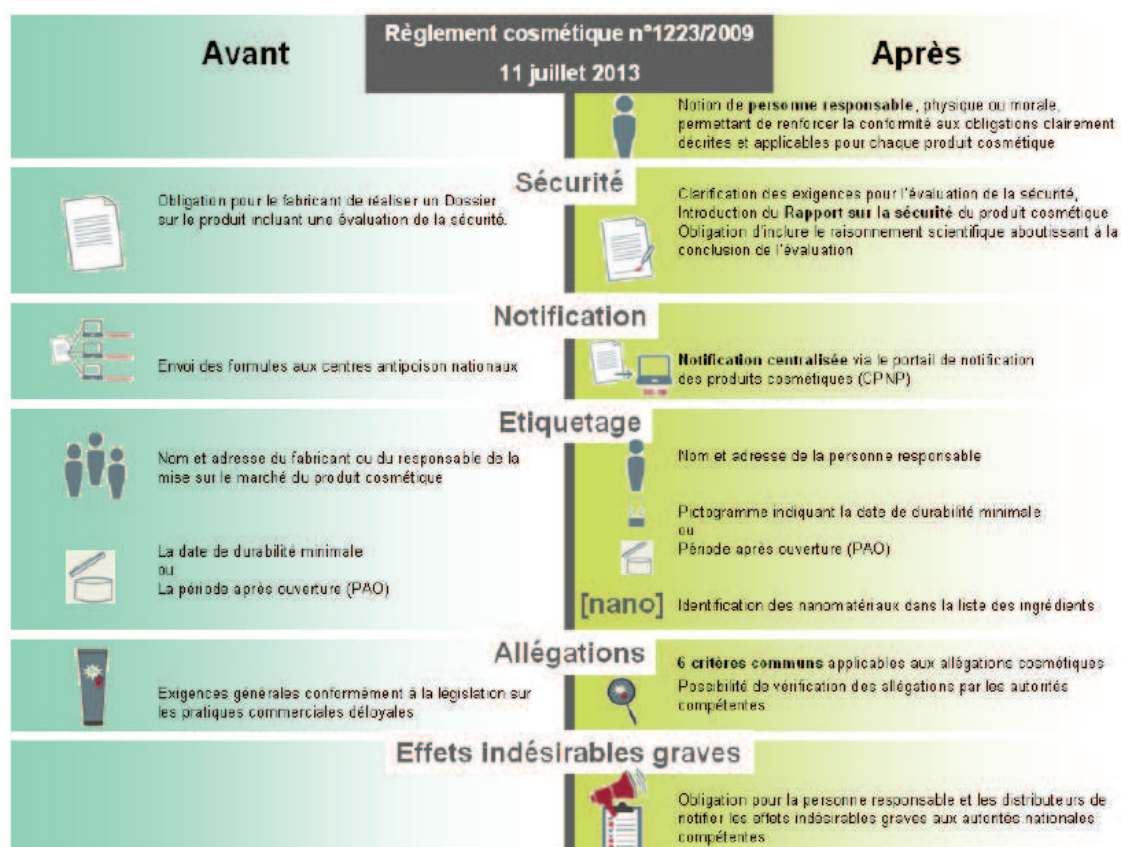 Avant
Règlement cosmétique n°1223/2009
11 juillet 2013
Après
Notion de personne responsable, physique ou morale,
permettant de renforcer la conformité aux obligations clairement
décrites et applicables pour chaque produit cosmétique
Sécurité
Obligation pour le fabricant de réaliser un Dossier
sur le produit incluant une évaluation de la sécurité.
Clarification des exigences pour l'évaluation de la sécurité,
Introduction du Rapport sur la sécurité du produit cosmétique
Obligation d'inclure le raisonnement scientifique aboutissant à la
conclusion de l'évaluation
Notification
Envoi des formules aux centres antipoison nationaux
Notification centralisée via le portail de notification
des produits cosmétiques (CPNP)
Etiquetage
Nom et adresse du fabricant ou du responsable de la
mise sur le marché du produit cosmétique
Nom et adresse de la personne responsable
La date de durabilité minimale
ou
La période après ouverture (PAO)
Pictogramme indiquant la date de durabilité minimale
ou
Période après ouverture (PAO)
[nano]
Identification des nanomatériaux dans la liste des ingrédients
Allégations
Exigences générales conformément à la législation sur
les pratiques commerciales déloyales
6 critères communs applicables aux allégations cosmétiques
Possibilité de vérification des allégations par les autorités
compétentes
Effets indésirables graves
Obligation pour la personne responsable et les distributeurs de
notifier les effets indésirables graves aux autorités nationales
compétentes